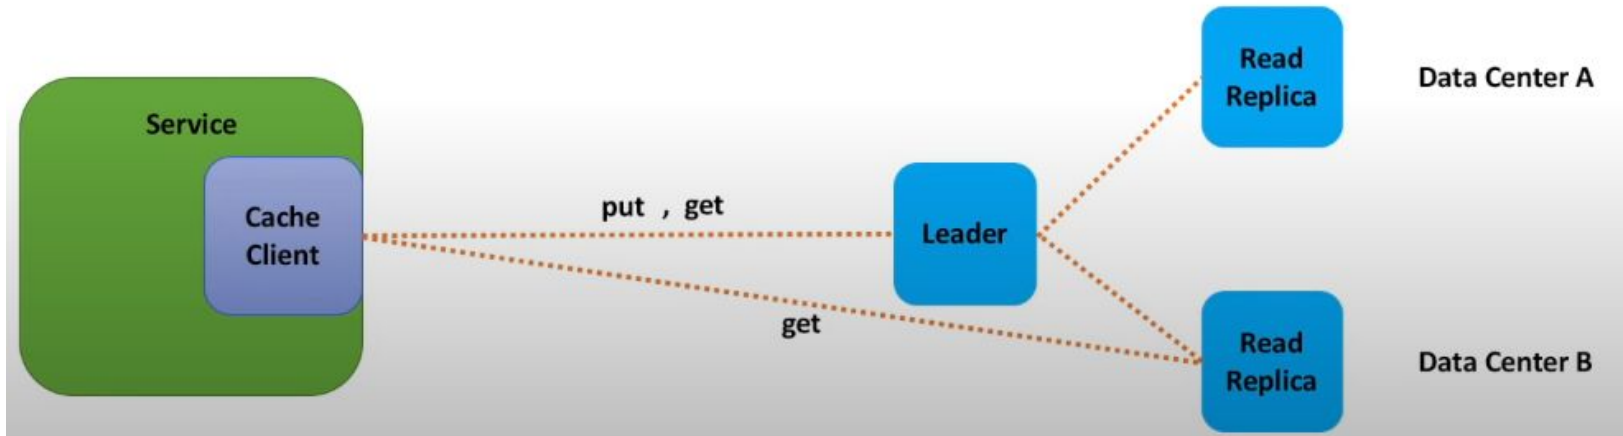 Service
Cache
Client
put , get
get
Leader
Read
Replica
Data Center A
Read
Replica
Data Center B